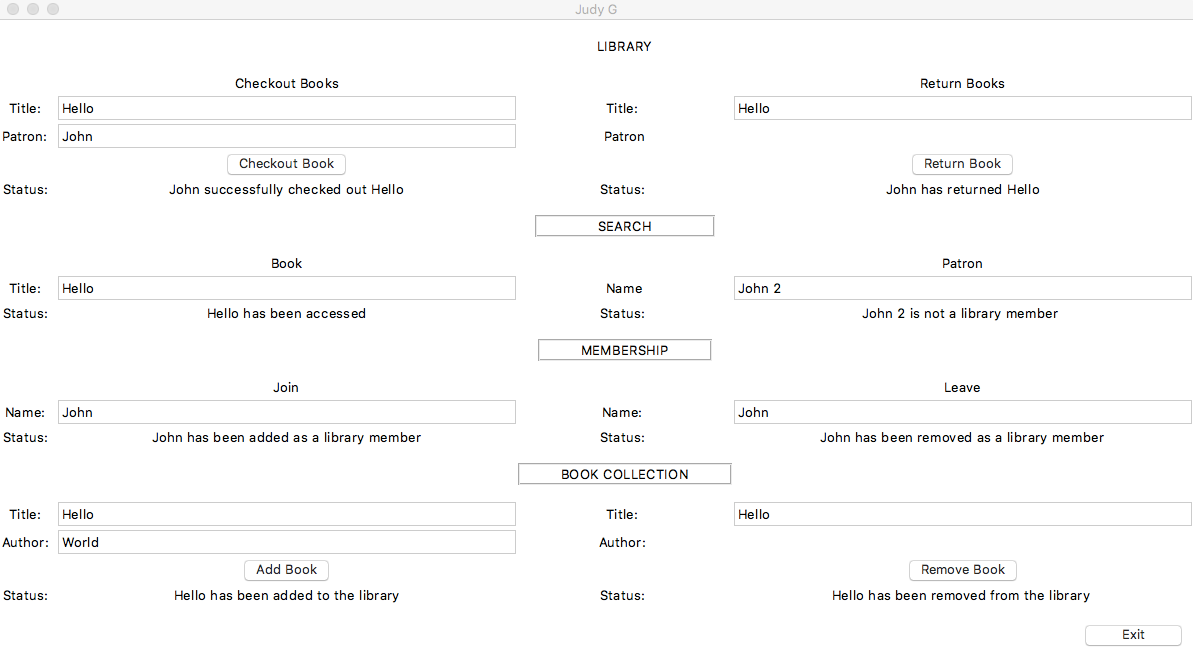 Judy G
LIBRARY
Checkout Books Return Books
Title: Hello Title: Hello
Patron: John Patron
Checkout Book Return Book
Status: John successfully checked out Hello Status: John has returned Hello
SEARCH
Book Patron
Title: Hello Name John 2
Status: Hello has been accessed Status: John 2 is not a library member
MEMBERSHIP
Join Leave
Name: John Name: John
Status: John has been added as a library member Status: John has been removed as a library member
BOOK COLLECTION
Title: Hello Title: Hello
Author: World Author:
Add Book Remove Book
Status: Hello has been added to the library Status: Hello has been removed from the library
Exit